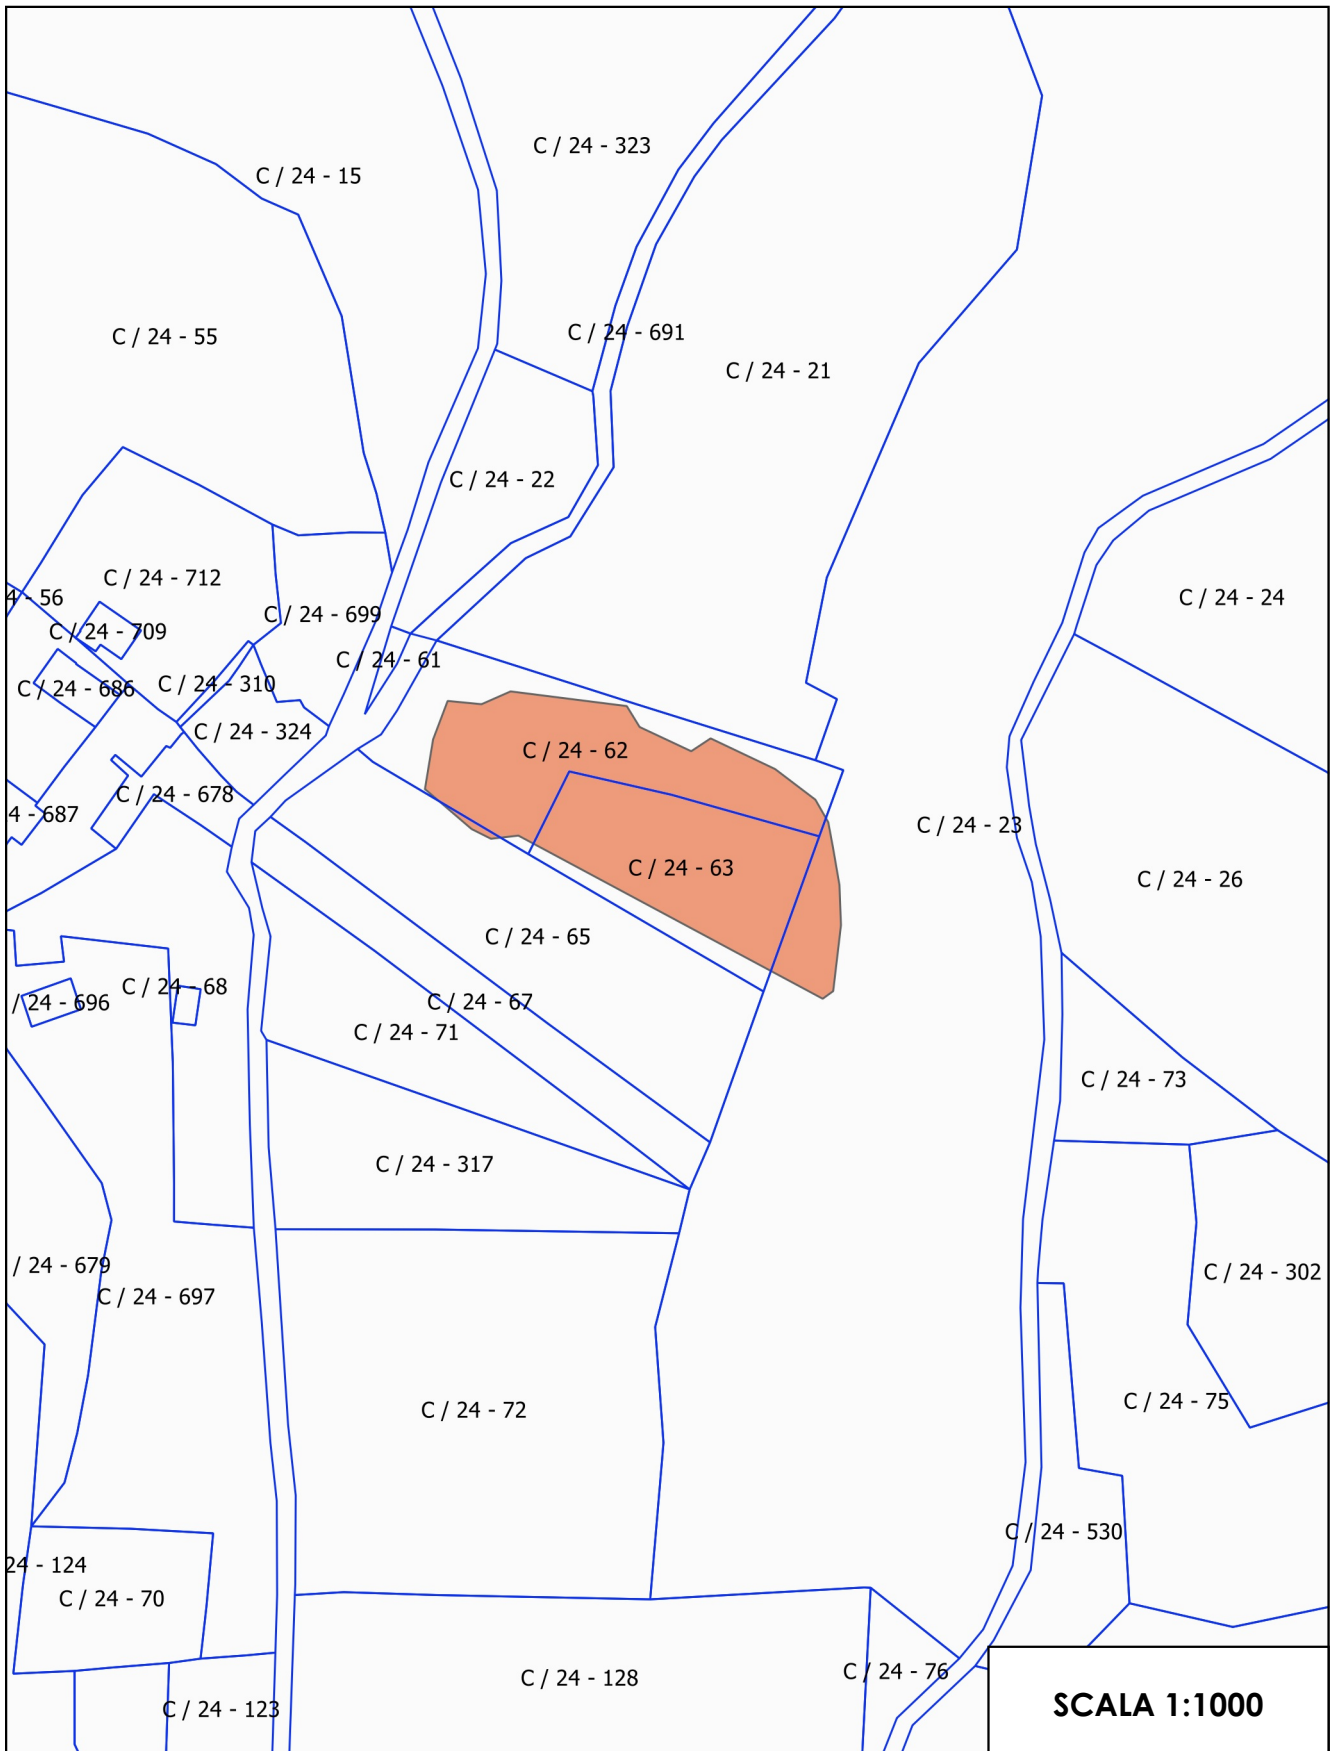 C / 24 - 323
C / 24 - 15
C / 24 - 691
C / 24 - 55
C / 24 - 21
C / 24 - 22
C / 24 - 712
4 - 56
C / 24 - 24
C / 24 - 699
C / 24 - 709
C / 24 - 61
C / 24 - 686
C / 24 - 310
C / 24 - 324
C / 24 - 62
C / 24 - 678
4 - 687
C / 24 - 23
C / 24 - 63
C / 24 - 26
C / 24 - 65
C / 24 - 68
/ 24 - 696
C / 24 - 67
C / 24 - 71
C / 24 - 73
C / 24 - 317
/ 24 - 679
C / 24 - 302
C / 24 - 697
C / 24 - 75
C / 24 - 72
C / 24 - 530
24 - 124
C / 24 - 70
C / 24 - 76
C / 24 - 128
C / 24 - 123
SCALA 1:1000